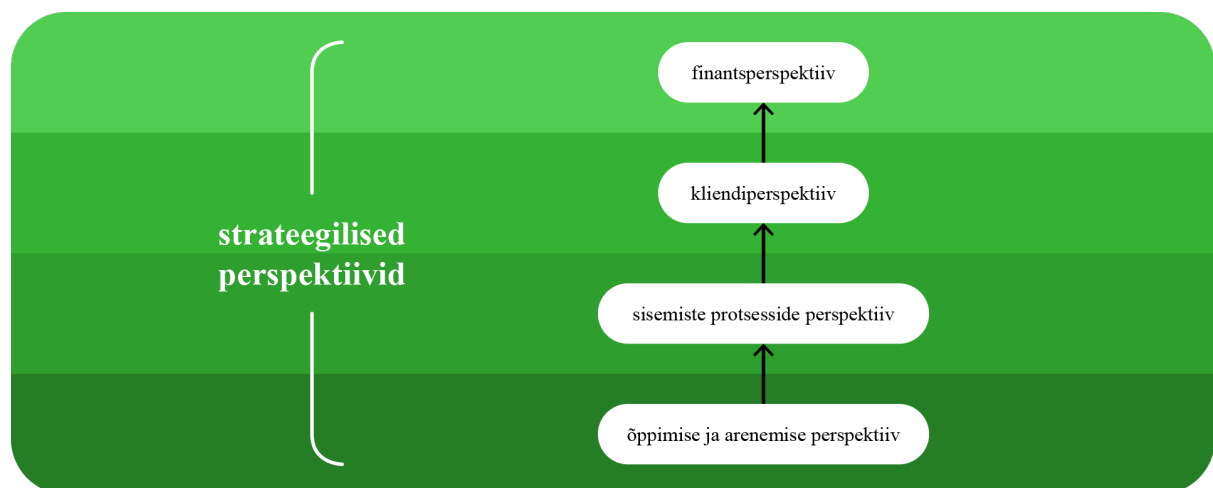 strateegilised
perspektiivid
finantsperspektiiv
kliendiperspektiiv
sisemiste protsesside perspektiiv
õppimise ja arenemise perspektiiv